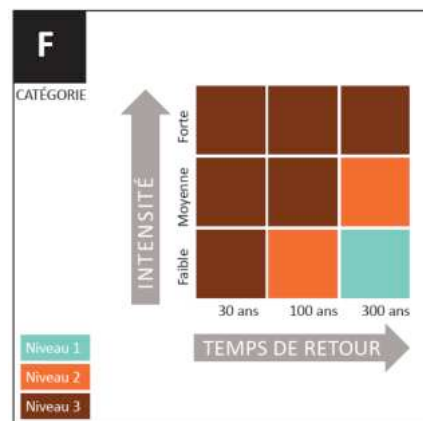 F
CATÉGORIE
INTENSITÉ
Forte
Moyenne
Faible
30 ans
100 ans
300 ans
TEMPS DE RETOUR
Niveau 1
Niveau 2
Niveau 3